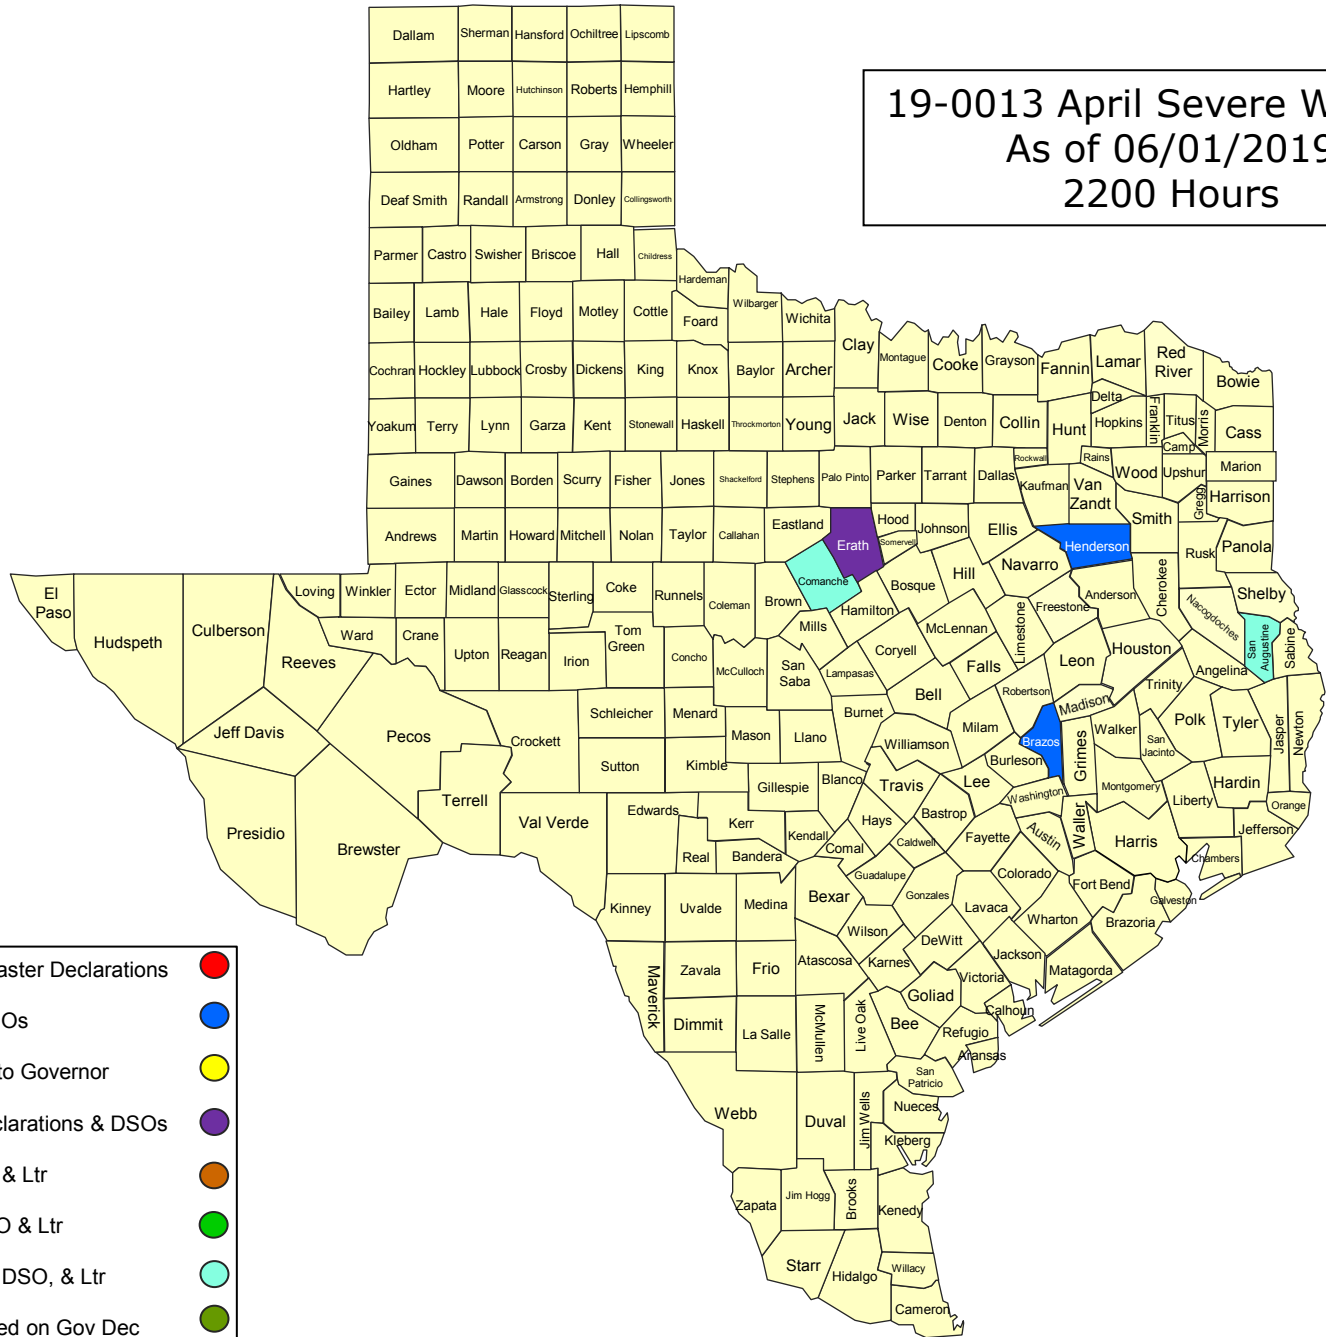 Dallam Sherman Hansford Ochiltree Lipscomb
Hartley Moore Hutchinson Roberts Hemphill
19-0013 April Severe W
As of 06/01/2019
2200 Hours
Oldham Potter Carson Gray Wheeler
Deaf Smith Randall Armstrong Donley Collingsworth
Parmer Castro Swisher Briscoe Hall Childress
Hardeman
Wilbarger
Bailey Lamb Hale Floyd Motley Cottle Foard Wichita
Clay Montague Cooke Grayson Fannin Lamar Red River Bowie
Cochran Hockley Lubbock Crosby Dickens King Knox Baylor Archer
Delta
Yoakum Terry Lynn Garza Kent Stonewall Haskell Throckmorton Young Jack Wise Denton Collin Hunt Hopkins Franklin Titus Morris Cass
Camp
Rockwall Rains
Gaines Dawson Borden Scurry Fisher Jones Shackelford Stephens Palo Pinto Parker Tarrant Dallas Kaufman Van Zandt Wood Upshur Marion
Gregg Harrison
Andrews Martin Howard Mitchell Nolan Taylor Callahan Eastland Erath Hood Johnson Ellis Henderson Smith Rusk Panola
Somervell
El Paso Hudspeth Culberson Loving Winkler Ector Midland Glasscock Sterling Coke Runnels Coleman Brown Comanche Hamilton Bosque Hill Navarro Freestone Anderson Cherokee Nacogdoches Shelby
Reeves Ward Crane Upton Reagan Irion Tom Green Concho McCulloch San Saba Mills Lampasas Coryell McLennan Limestone Falls Leon Houston Angelina San Augustine Sabine
Jeff Davis Pecos Crockett Schleicher Menard Mason Llano Burnet Bell Milam Robertson Madison Trinity Polk Tyler Jasper Newton
Williamson Brazos Grimes Walker San Jacinto
Sutton Kimble Gillespie Blanco Travis Lee Burleson Washington Montgomery Liberty Hardin
Presidio Brewster Terrell Val Verde Edwards Kerr Kendall Hays Bastrop Caldwell Fayette Austin Waller Harris Orange Jefferson
Real Bandera Comal Guadalupe Colorado Chambers
Kinney Uvalde Medina Bexar Gonzales Lavaca Wharton Fort Bend Brazoria Galveston
Wilson DeWitt
Maverick Zavala Frio Atascosa Karnes Victoria Jackson Matagorda
Goliad Calhoun
Dimmit La Salle McMullen Live Oak Bee Refugio
Aransas
San Patricio
Webb Duval Jim Wells Nueces
Kleberg
Zapata Jim Hogg Brooks Kenedy
Starr Hidalgo Willacy
Cameron
aster Declarations
Os
to Governor
clarations & DSOs
& Ltr
O & Ltr
DSO, & Ltr
ed on Gov Dec